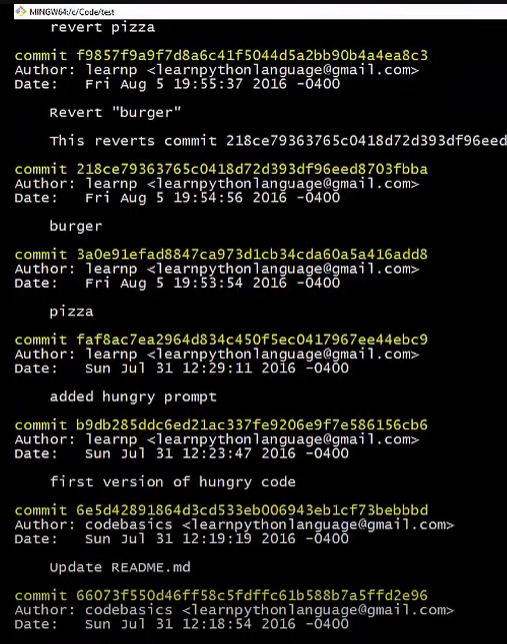 MINGW64:/c/Code/test
revert pizza
commit f9857f9a9f7d8a6c41f5044d5a2bb90b4a4ea8c3
Author: learnp <learnpythonlanguage@gmail.com>
Date: Fri Aug 5 19:55:37 2016 -0400
Revert "burger"
This reverts commit 218ce79363765c0418d72d393df96eed
commit 218ce79363765c0418d72d393df96eed8703fbba
Author: learnp <learnpythonlanguage@gmail.com>
Date: Fri Aug 5 19:54:56 2016 -0400
burger
commit 3a0e91efad8847ca973d1cb34cda60a5a416add8
Author: learnp <learnpythonlanguage@gmail.com>
Date: Fri Aug 5 19:53:54 2016 -0400
pizza
commit faf8ac7ea2964d834c450f5ec0417967ee44ebc9
Author: learnp <learnpythonlanguage@gmail.com>
Date: Sun Jul 31 12:29:11 2016 -0400
added hungry prompt
commit b9db285ddc6ed21ac337fe9206e9f7e586156cb6
Author: learnp <learnpythonlanguage@gmail.com>
Date: Sun Jul 31 12:23:47 2016 -0400
first version of hungry code
commit 6e5d42891864d3cd533eb006943eb1cf73bebbbd
Author: codebasics <learnpythonlanguage@gmail.com>
Date: Sun Jul 31 12:19:19 2016 -0400
Update README.md
commit 66073f550d46ff58c5fdffc61b588b7a5ffd2e96
Author: codebasics <learnpythonlanguage@gmail.com>
Date: Sun Jul 31 12:18:54 2016 -0400